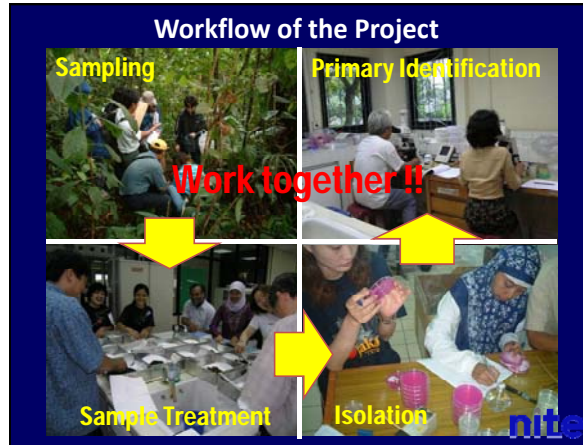 Workflow of the Project
Sampling
Primary Identification
Work together !!
Sample Treatment
Isolation
nite